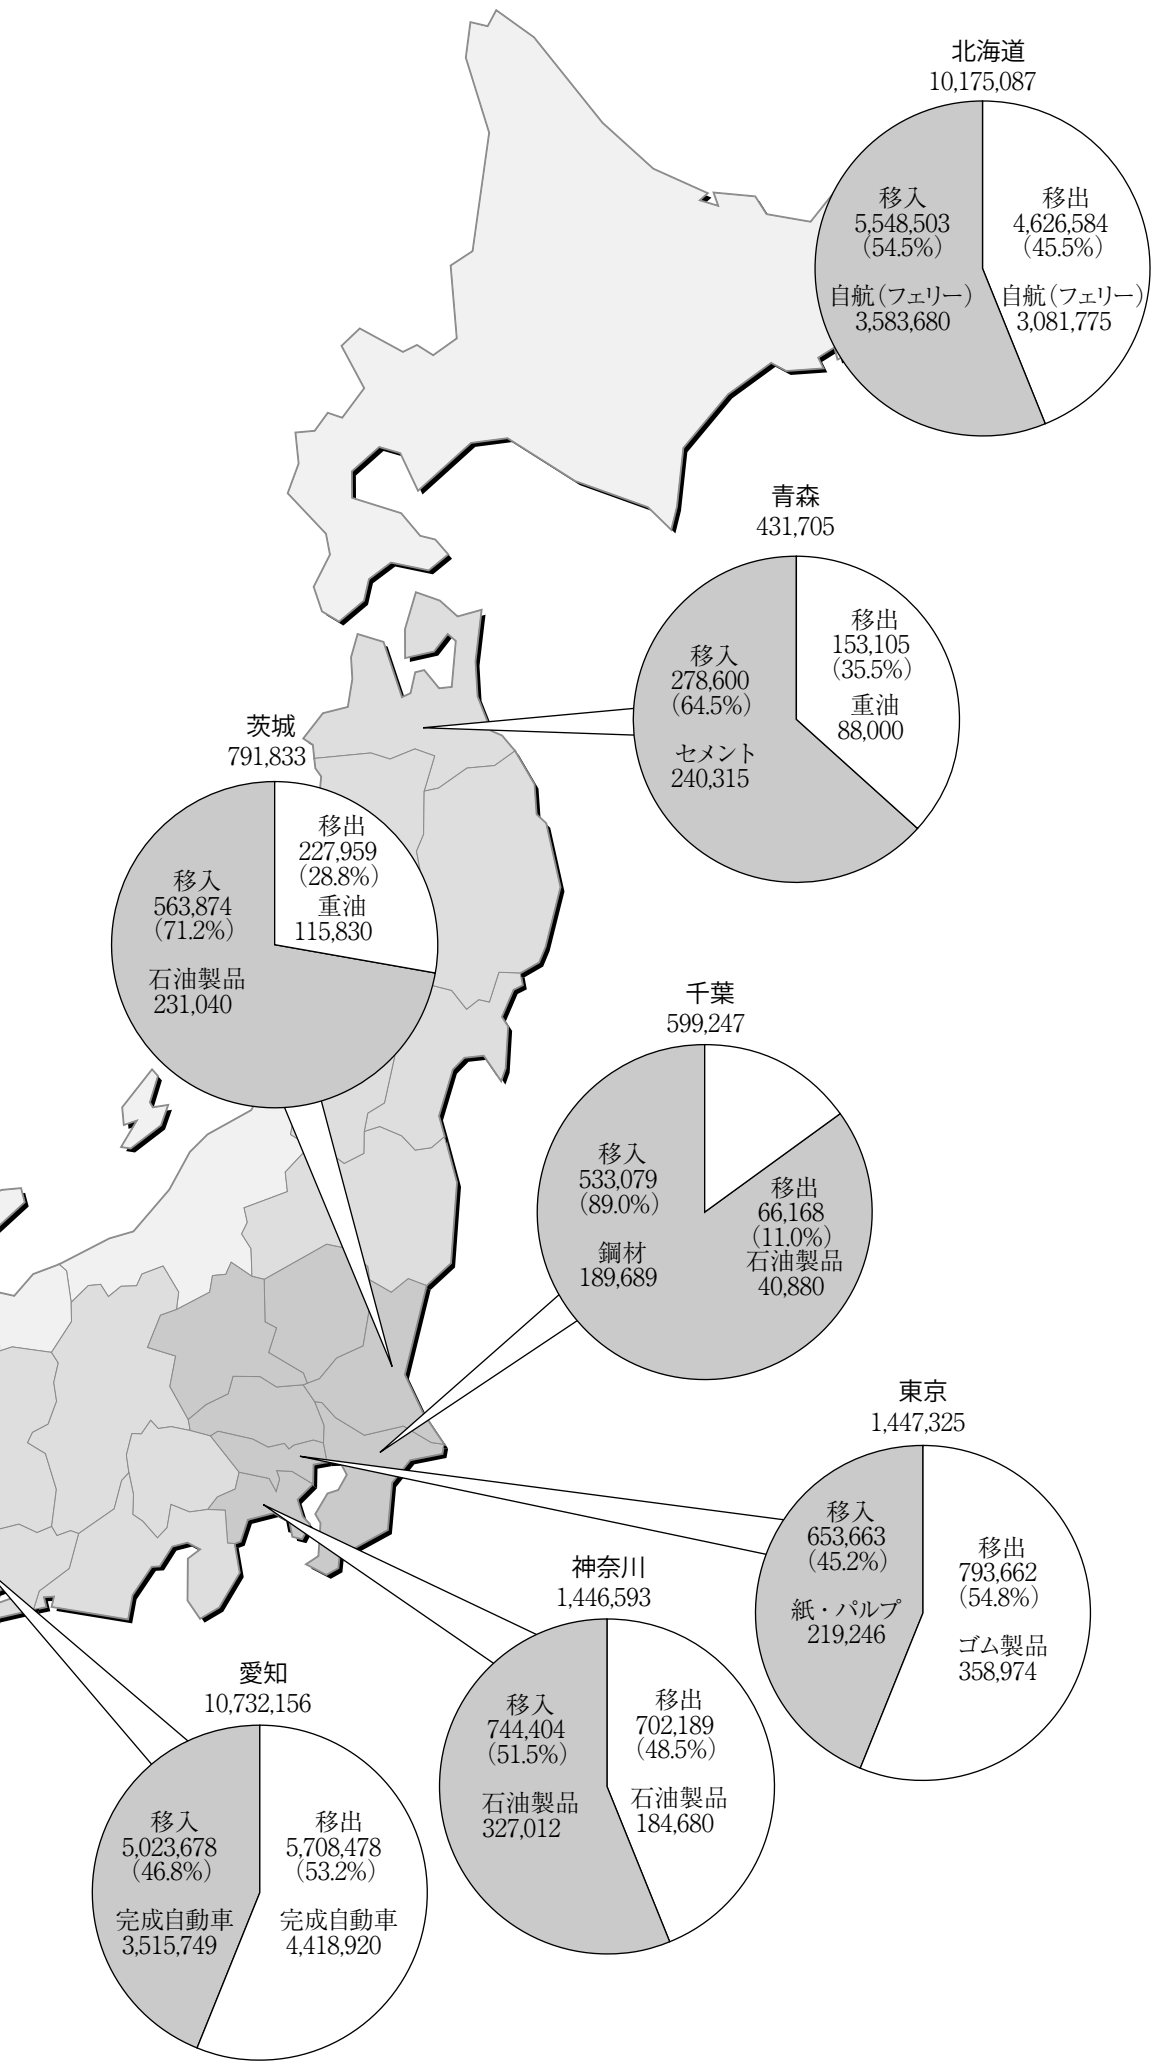 北海道
10,175,087
移入
5,548,503
(54.5%)
自航(フェリー)
3,583,680
移出
4,626,584
(45.5%)
自航(フェリー)
3,081,775
青森
431,705
移入
278,600
(64.5%)
セメント
240,315
移出
153,105
(35.5%)
重油
88,000
茨城
791,833
移入
563,874
(71.2%)
石油製品
231,040
移出
227,959
(28.8%)
重油
115,830
千葉
599,247
移入
533,079
(89.0%)
鋼材
189,689
移出
66,168
(11.0%)
石油製品
40,880
東京
1,447,325
移入
653,663
(45.2%)
紙・パルプ
219,246
移出
793,662
(54.8%)
ゴム製品
358,974
神奈川
1,446,593
移入
744,404
(51.5%)
石油製品
327,012
移出
702,189
(48.5%)
石油製品
184,680
愛知
10,732,156
移入
5,023,678
(46.8%)
完成自動車
3,515,749
移出
5,708,478
(53.2%)
完成自動車
4,418,920